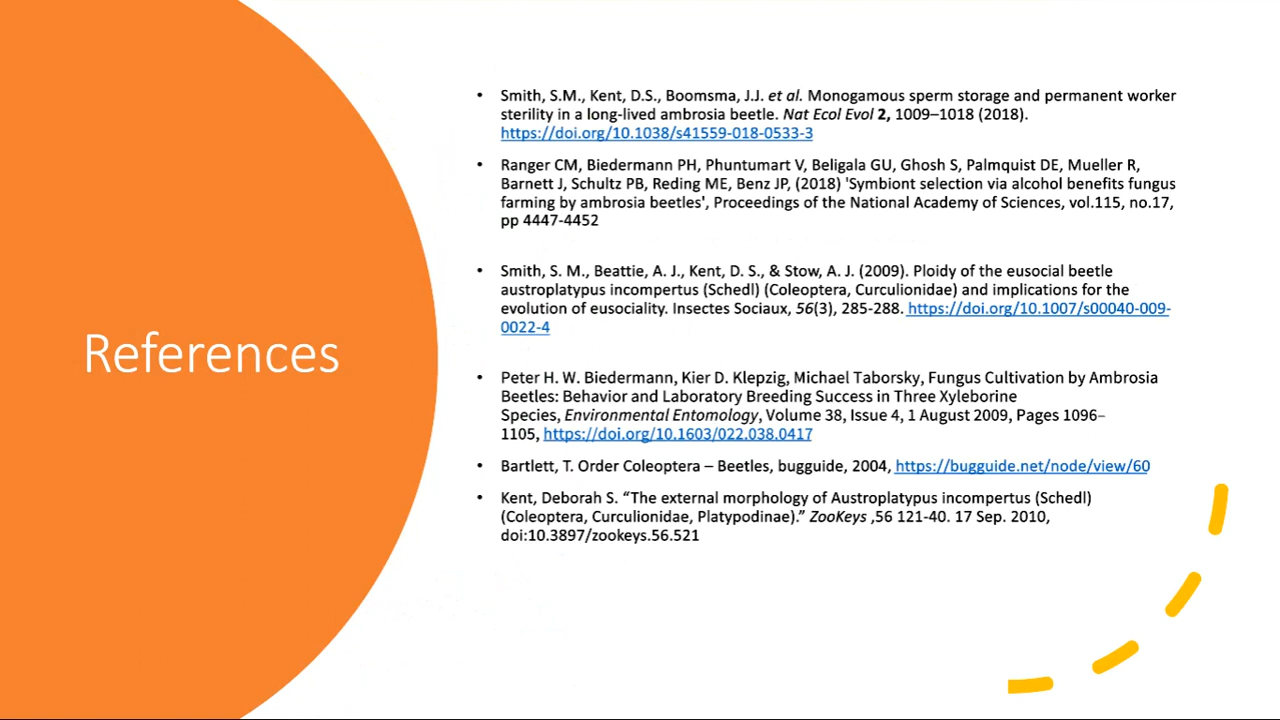 References
• Smith, S.M., Kent, D.S., Boomsma, J.J. et al. Monogamous sperm storage and permanent worker
sterility in a long-lived ambrosia beetle. Nat Ecol Evol 2, 1009–1018 (2018).
https://doi.org/10.1038/s41559-018-0533-3
• Ranger CM, Biedermann PH, Phuntumart V, Beligala GU, Ghosh S, Palmquist DE, Mueller R,
Barnett J, Schultz PB, Reding ME, Benz JP, (2018) 'Symbiont selection via alcohol benefits fungus
farming by ambrosia beetles', Proceedings of the National Academy of Sciences, vol.115, no.17,
pp 4447-4452
• Smith, S. M., Beattie, A. J., Kent, D. S., & Stow, A. J. (2009). Ploidy of the eusocial beetle
austroplatypus incompertus (Schedl) (Coleoptera, Curculionidae) and implications for the
evolution of eusociality. Insectes Sociaux, 56(3), 285-288. https://doi.org/10.1007/s00040-009-
0022-4
• Peter H. W. Biedermann, Kier D. Klepzig, Michael Taborsky, Fungus Cultivation by Ambrosia
Beetles: Behavior and Laboratory Breeding Success in Three Xyleborine
Species, Environmental Entomology, Volume 38, Issue 4, 1 August 2009, Pages 1096–
1105, https://doi.org/10.1603/022.038.0417
• Bartlett, T. Order Coleoptera – Beetles, bugguide, 2004, https://bugguide.net/node/view/60
• Kent, Deborah S. “The external morphology of Austroplatypus incompertus (Schedl)
(Coleoptera, Curculionidae, Platypodinae).” ZooKeys ,56 121-40. 17 Sep. 2010,
doi:10.3897/zookeys.56.521